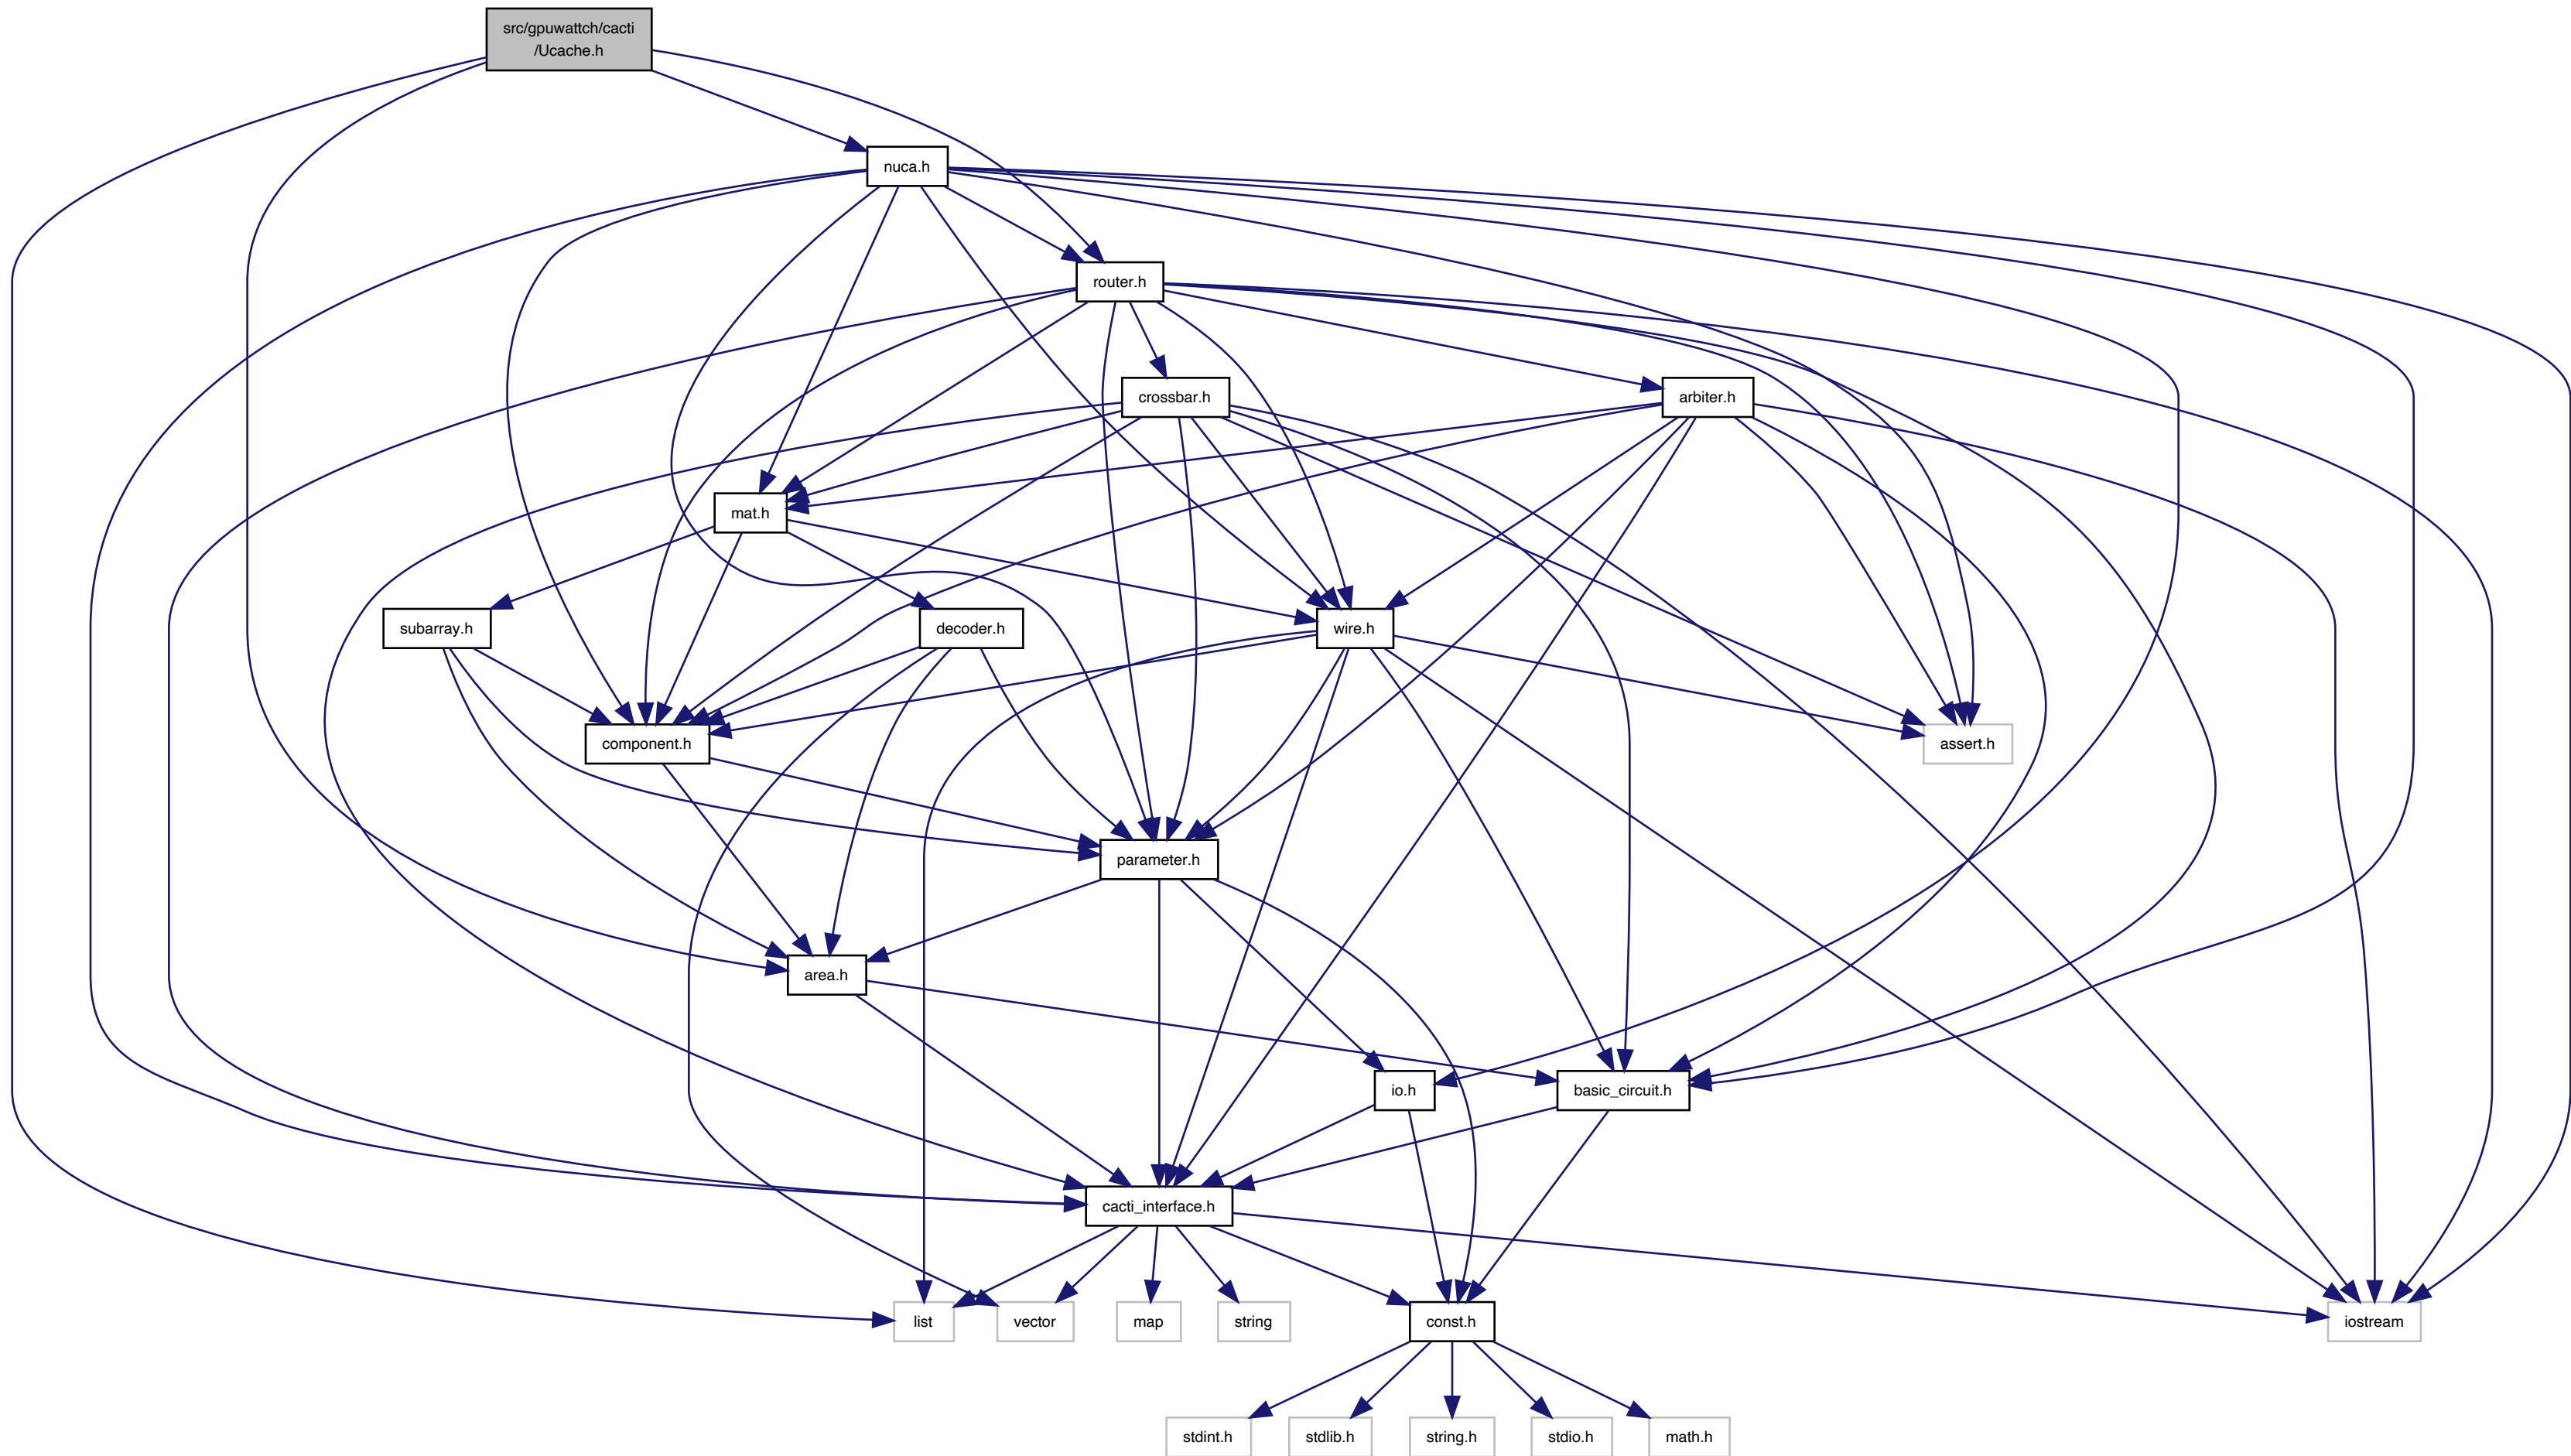 src/gpuwattch/cacti
/Ucache.h
nuca.h
router.h
crossbar.h
arbiter.h
mat.h
subarray.h
decoder.h
wire.h
component.h
assert.h
parameter.h
area.h
io.h
basic_circuit.h
cacti_interface.h
list
vector
map
string
const.h
iostream
stdint.h
stdlib.h
string.h
stdio.h
math.h